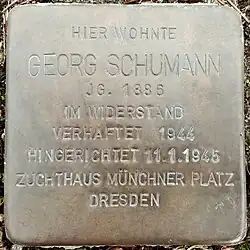 HIER WOHNTE
GEORG SCHUMANN
JG. 1886
IM WIDERSTAND
VERHAFTET 1944
HINGERICHTET 11.1.1945
ZUCHTHAUS MÜNCHNER PLATZ
DRESDEN